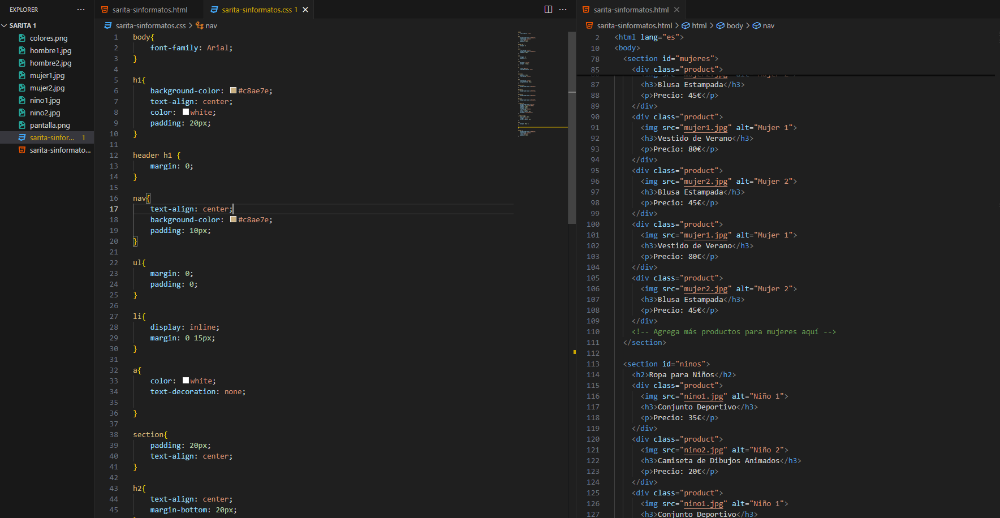 EXPLORER
SARITA 1
colores.png
hombre1.jpg
hombre2.jpg
mujer1.jpg
mujer2.jpg
nino1.jpg
nino2.jpg
pantalla.png
sarita-sinfor... 1
sarita-sinformato...
sarita-sinformatos.html
sarita-sinformatos.css 1
sarita-sinformatos.css > nav
1 body{
2 font-family: Arial;
3 }
4
5 h1{
6 background-color: #c8ae7e;
7 text-align: center;
8 color: white;
9 padding: 20px;
10 }
11
12 header h1 {
13 margin: 0;
14 }
15
16 nav{
17 text-align: center;
18 background-color: #c8ae7e;
19 padding: 10px;
20 }
21
22 ul{
23 margin: 0;
24 padding: 0;
25 }
26
27 li{
28 display: inline;
29 margin: 0 15px;
30 }
31
32 a{
33 color: white;
34 text-decoration: none;
35
36 }
37
38 section{
39 padding: 20px;
40 text-align: center;
41 }
42
43 h2{
44 text-align: center;
45 margin-bottom: 20px;
sarita-sinformatos.html
sarita-sinformatos.html > html > body > nav
2 <html lang="es">
10 <body>
78 <section id="mujeres">
85 <div class="product">
87 <h3>Blusa Estampada</h3>
88 <p>Precio: 45€</p>
89 </div>
90 <div class="product">
91 <img src="mujer1.jpg" alt="Mujer 1">
92 <h3>Vestido de Verano</h3>
93 <p>Precio: 80€</p>
94 </div>
95 <div class="product">
96 <img src="mujer2.jpg" alt="Mujer 2">
97 <h3>Blusa Estampada</h3>
98 <p>Precio: 45€</p>
99 </div>
100 <div class="product">
101 <img src="mujer1.jpg" alt="Mujer 1">
102 <h3>Vestido de Verano</h3>
103 <p>Precio: 80€</p>
104 </div>
105 <div class="product">
106 <img src="mujer2.jpg" alt="Mujer 2">
107 <h3>Blusa Estampada</h3>
108 <p>Precio: 45€</p>
109 </div>
110 <!-- Agrega más productos para mujeres aquí -->
111 </section>
112
113 <section id="ninos">
114 <h2>Ropa para Niños</h2>
115 <div class="product">
116 <img src="nino1.jpg" alt="Niño 1">
117 <h3>Conjunto Deportivo</h3>
118 <p>Precio: 35€</p>
119 </div>
120 <div class="product">
121 <img src="nino2.jpg" alt="Niño 2">
122 <h3>Camiseta de Dibujos Animados</h3>
123 <p>Precio: 20€</p>
124 </div>
125 <div class="product">
126 <img src="nino1.jpg" alt="Niño 1">
127 <h3>Conjunto Deportivo</h3>